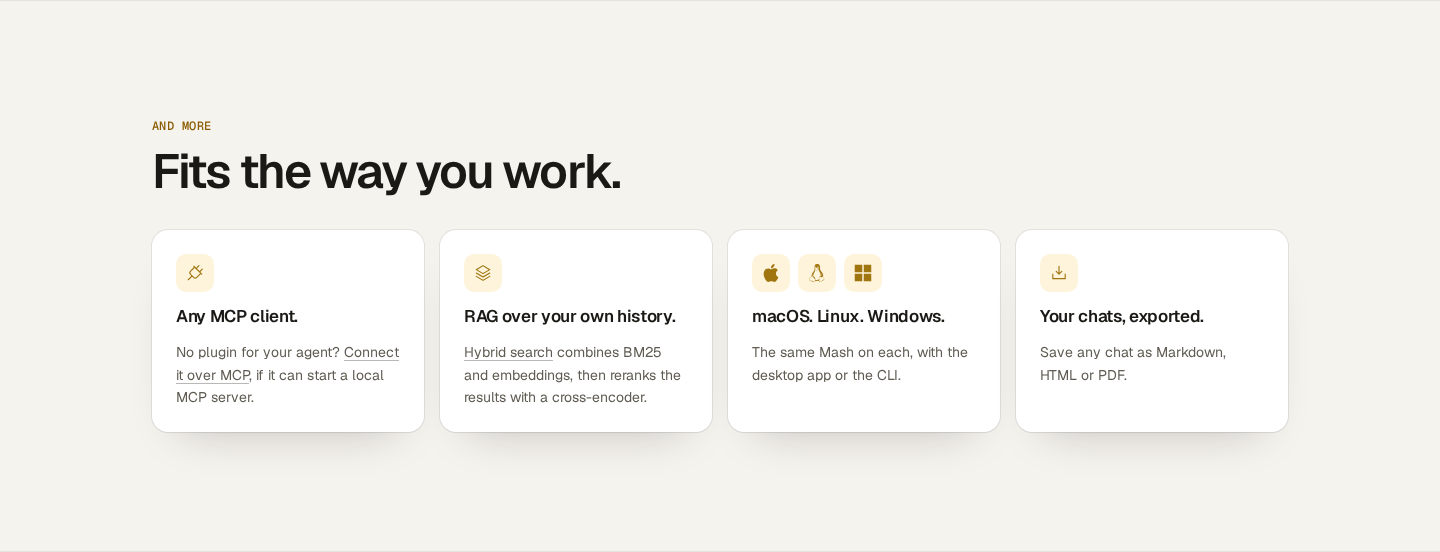 AND MORE
Fits the way you work.
Any MCP client.
No plugin for your agent? Connect
it over MCP, if it can start a local
MCP server.
RAG over your own history.
Hybrid search combines BM25
and embeddings, then reranks the
results with a cross-encoder.
macOS. Linux. Windows.
The same Mash on each, with the
desktop app or the CLI.
Your chats, exported.
Save any chat as Markdown,
HTML or PDF.